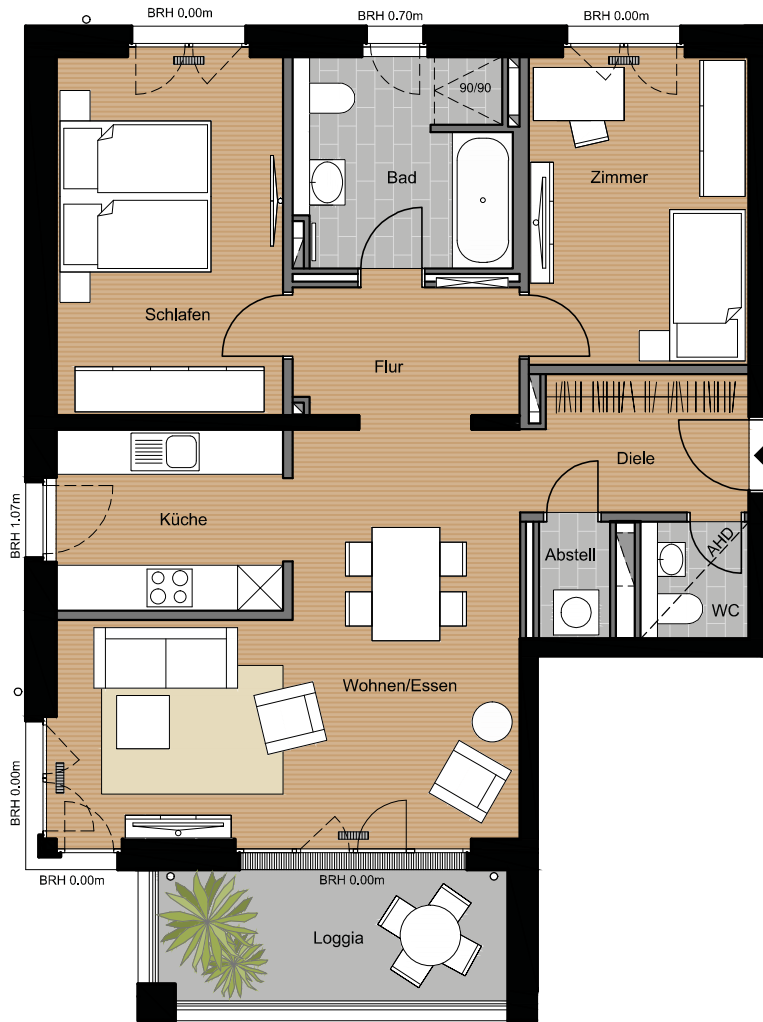 BRH 0.00m
BRH 0.70m
BRH 0.00m
90/90
Bad
Zimmer
Schlafen
Flur
Diele
BRH 1.07m
Küche
Abstell
AHD
WC
Wohnen/Essen
BRH 0.00m
BRH 0.00m
BRH 0.00m
Loggia